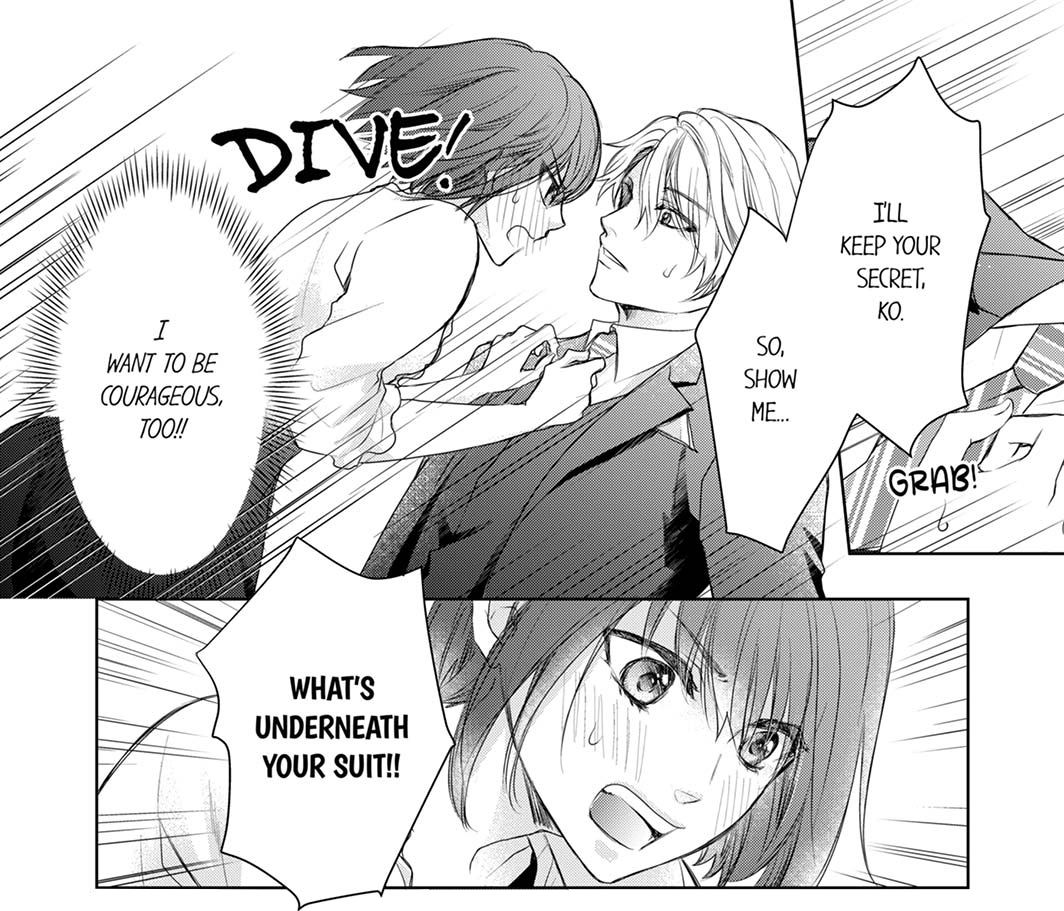 I'LL
KEEP YOUR
SECRET,
KO.
GRAB!
SO,
SHOW
ME...
DIVE!
I
WANT TO BE
COURAGEOUS,
TOO!!
WHAT'S
UNDERNEATH
YOUR SUIT!!